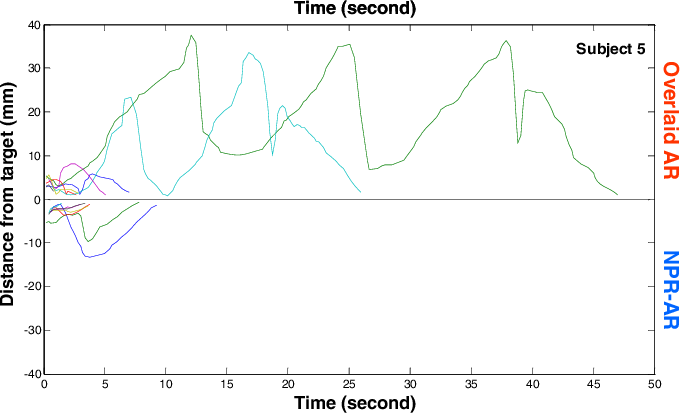 Time (second)
40
30
20
10
0
-10
-20
-30
-40
Distance from target (mm)
Subject 5
Overlaid AR
NPR-AR
0 5 10 15 20 25 30 35 40 45 50
Time (second)